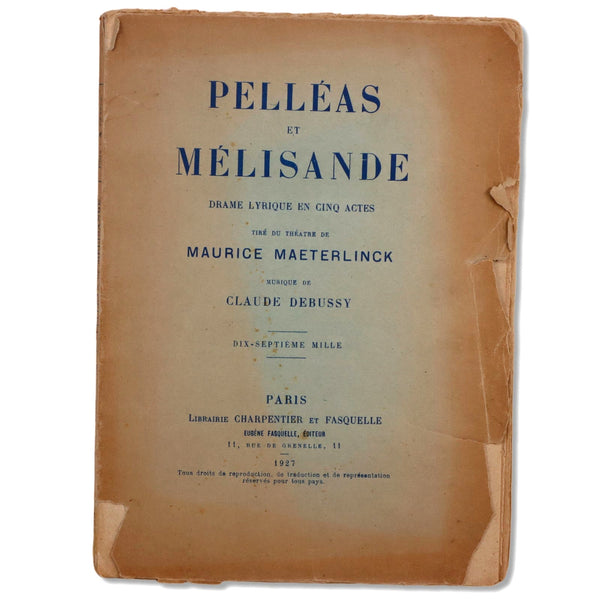 PELLÉAS
ET
MÉLISANDE
DRAME LYRIQUE EN CINQ ACTES
TIRÉ DU THÉATRE DE
MAURICE MAETERLINCK
MUSIQUE DE
CLAUDE DEBUSSY
DIX-SEPTIÈME MILLE
PARIS
LIBRAIRIE CHARPENTIER ET FASQUELLE
EUGÈNE FASQUELLE, ÉDITEUR
11, RUE DE GRENELLE, 11
1927
Tous droits de reproduction, de traduction et de représentation
réservés pour tous pays.